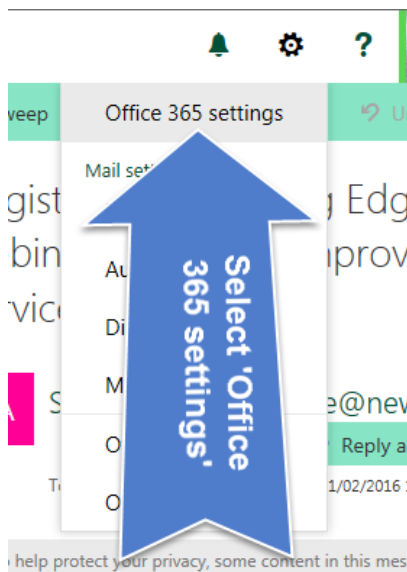 ?
weep
Office 365 settings
U
Mail set
gist
g Edg
bin
mprov
Au
rvice
Di
Select 'Office
365 settings'
M
A
S
e@new
O
Reply a
T
1/02/2016
O
help protect your privacy, some content in this mes